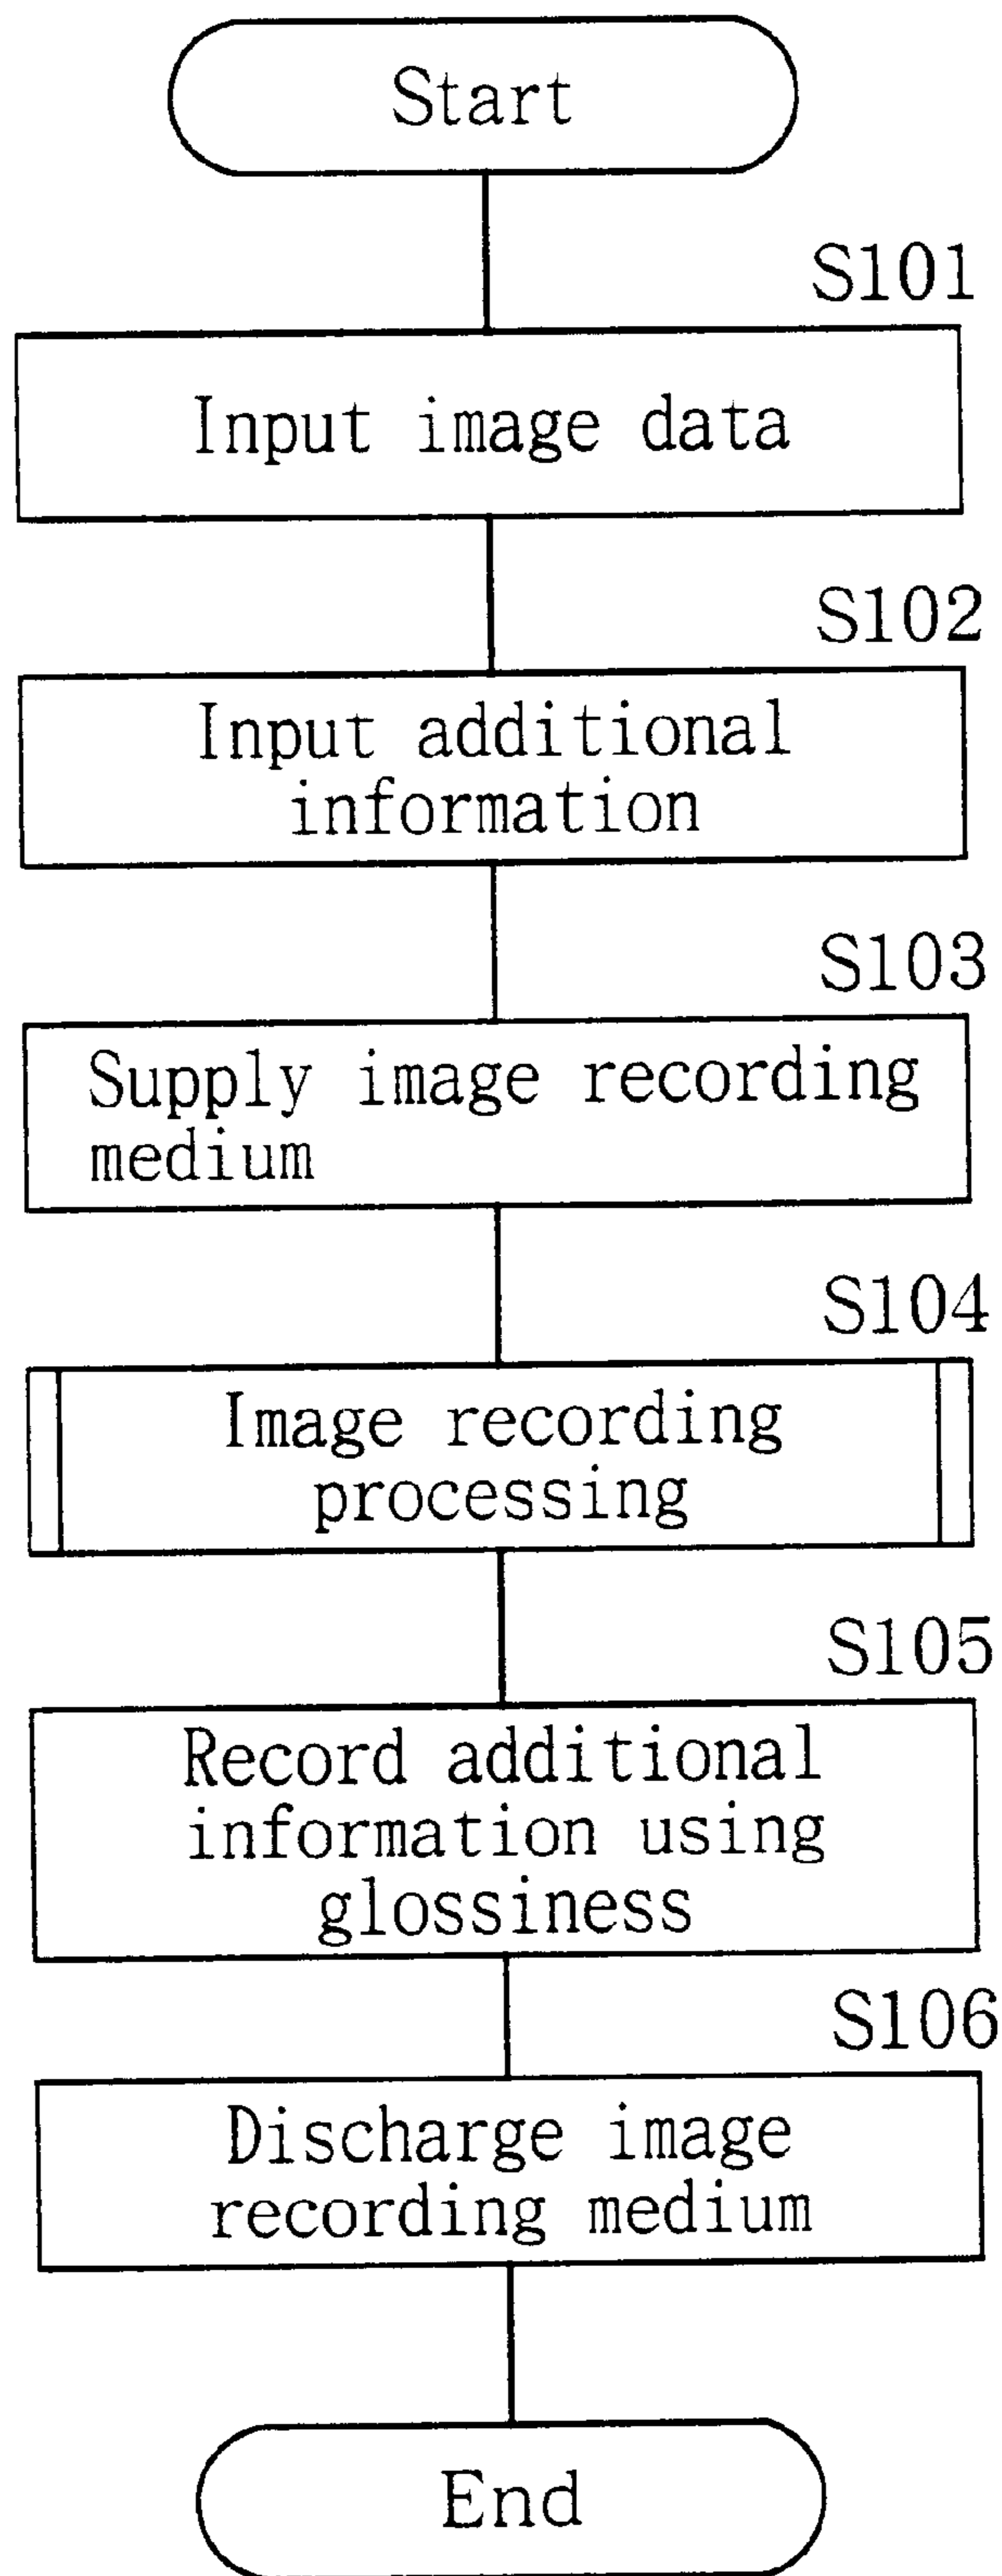 Start
S101
Input image data
S102
Input additional
information
S103
Supply image recording
medium
S104
Image recording
processing
S105
Record additional
information using
glossiness
S106
Discharge image
recording medium
End